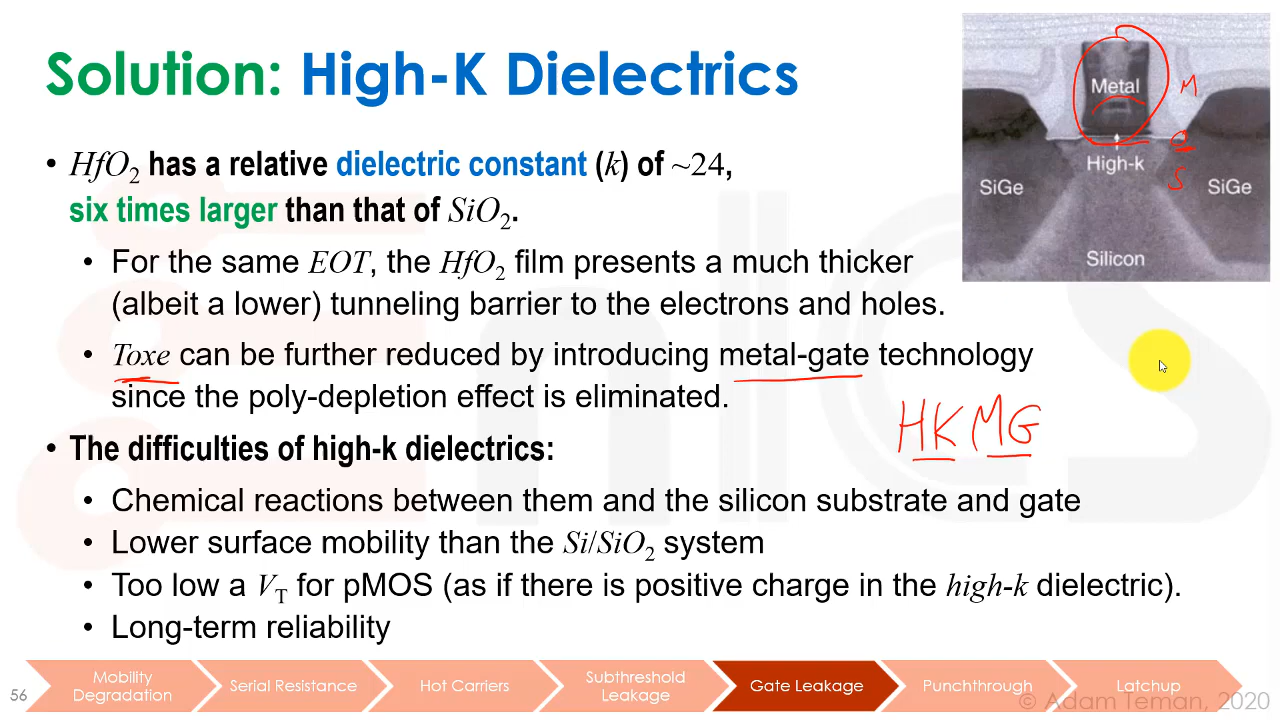 Solution: High-K Dielectrics
• HfO₂ has a relative dielectric constant (k) of ~24,
six times larger than that of SiO₂.
• For the same EOT, the HfO₂ film presents a much thicker
(albeit a lower) tunneling barrier to the electrons and holes.
• Toxe can be further reduced by introducing metal-gate technology
since the poly-depletion effect is eliminated.
HKMG
• The difficulties of high-k dielectrics:
• Chemical reactions between them and the silicon substrate and gate
• Lower surface mobility than the Si/SiO₂ system
• Too low a V_T for pMOS (as if there is positive charge in the high-k dielectric).
• Long-term reliability
Metal
M
O
High-k
S
SiGe
SiGe
Silicon
56
Mobility
Degradation
Serial Resistance
Hot Carriers
Subthreshold
Leakage
Gate Leakage
Punchthrough
Latchup
© Adam Teman, 2020